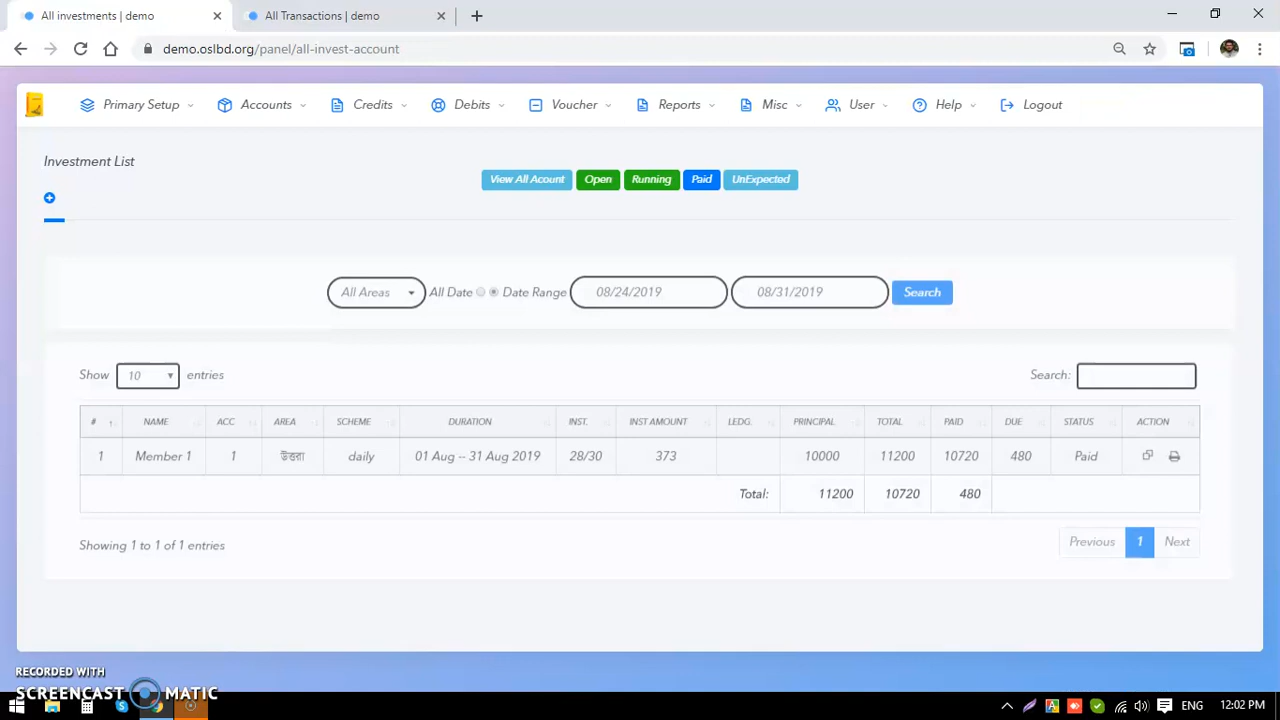 All investments | demo
All Transactions | demo
demo.oslbd.org/panel/all-invest-account
Primary Setup Accounts Credits Debits Voucher Reports Misc User Help Logout
Investment List
View All Acount Open Running Paid UnExpected
All Areas All Date Date Range 08/24/2019 08/31/2019 Search
Show 10 entries Search:
# NAME ACC AREA SCHEME DURATION INST. INST AMOUNT LEDG. PRINCIPAL TOTAL PAID DUE STATUS ACTION
1 Member 1 1 উত্তরা daily 01 Aug -- 31 Aug 2019 28/30 373 10000 11200 10720 480 Paid
Total: 11200 10720 480
Showing 1 to 1 of 1 entries Previous 1 Next
RECORDED WITH
SCREENCAST MATIC
ENG 12:02 PM